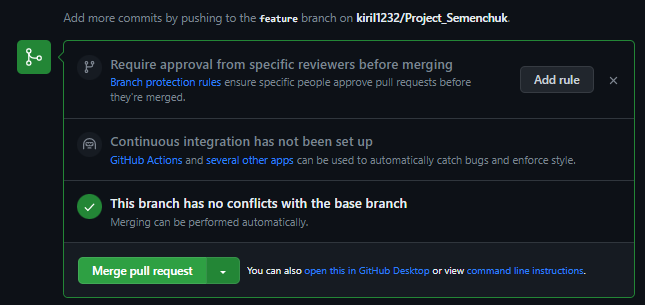 Add more commits by pushing to the feature branch on kiril1232/Project_Semenchuk.
Require approval from specific reviewers before merging
Branch protection rules ensure specific people approve pull requests before
they're merged.
Add rule
Continuous integration has not been set up
GitHub Actions and several other apps can be used to automatically catch bugs and enforce style.
This branch has no conflicts with the base branch
Merging can be performed automatically.
Merge pull request
You can also open this in GitHub Desktop or view command line instructions.